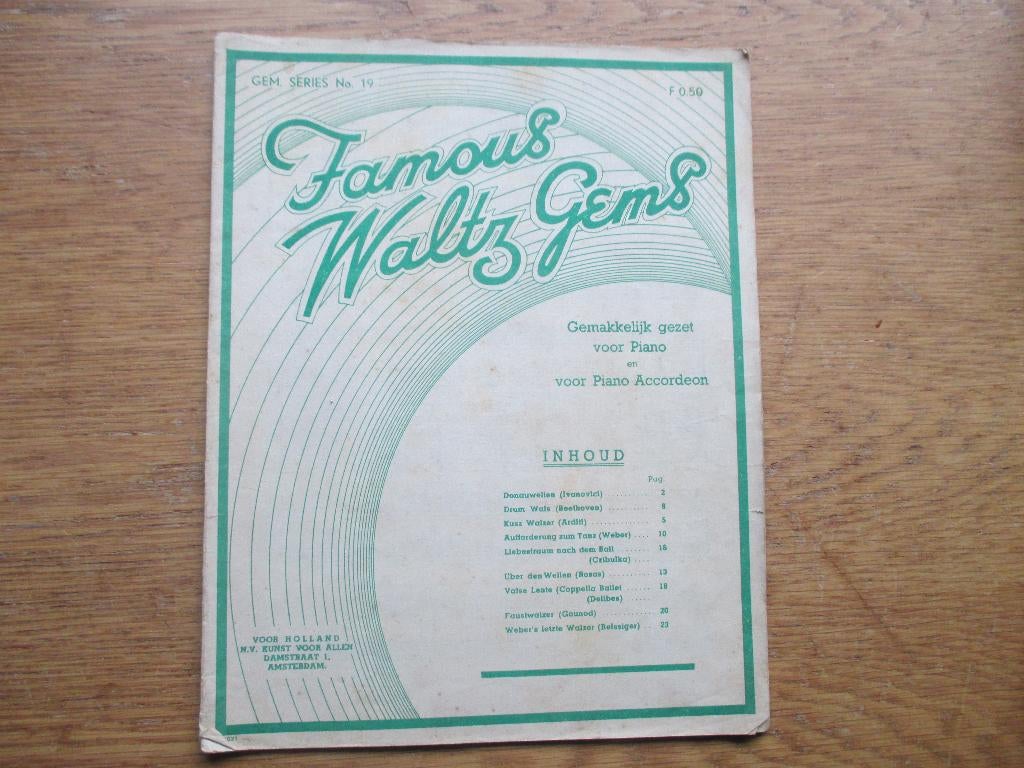 GEM. SERIES No. 19
F 0.50
Famous
Waltz Gems
Gemakkelijk gezet
voor Piano
en
voor Piano Accordeon
INHOUD
Pag.
Donauwellen (Ivanovici) .......... 2
Drum Wals (Beethoven) .......... 8
Kusz Walzer (Arditi) .............. 5
Aufforderung zum Tanz (Weber) .... 10
Liebestraum nach dem Ball ........ 16
(Czibulka) ....
Uber den Wellen (Rosas) .......... 13
Valse Lente (Coppelia Ballet ...... 18
(Delibes) .....
Faustwalzer (Gounod) ............ 20
Weber's letzte Walzer (Reissiger) .. 23
VOOR HOLLAND
N.V. KUNST VOOR ALLEN
DAMSTRAAT 1,
AMSTERDAM.